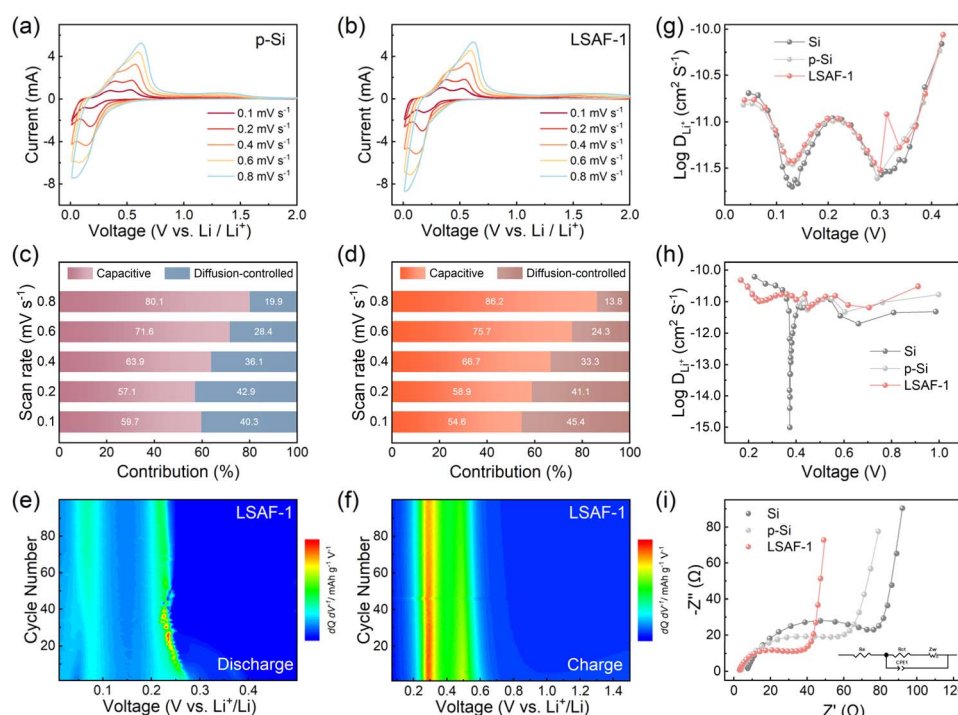 (a)
p-Si
Current (mA)
8
4
0
-4
-8
0.1 mV s⁻¹
0.2 mV s⁻¹
0.4 mV s⁻¹
0.6 mV s⁻¹
0.8 mV s⁻¹
0.0 0.5 1.0 1.5 2.0
Voltage (V vs. Li / Li⁺)
(b)
LSAF-1
Current (mA)
8
4
0
-4
-8
0.1 mV s⁻¹
0.2 mV s⁻¹
0.4 mV s⁻¹
0.6 mV s⁻¹
0.8 mV s⁻¹
0.0 0.5 1.0 1.5 2.0
Voltage (V vs. Li / Li⁺)
(g)
Log D Li⁺ (cm² S⁻¹)
-10.0
-10.5
-11.0
-11.5
Si
p-Si
LSAF-1
0.0 0.1 0.2 0.3 0.4
Voltage (V)
(c)
Capacitive Diffusion-controlled
Scan rate (mV s⁻¹)
0.8 80.1 19.9
0.6 71.6 28.4
0.4 63.9 36.1
0.2 57.1 42.9
0.1 59.7 40.3
0 20 40 60 80 100
Contribution (%)
(d)
Capacitive Diffusion-controlled
Scan rate (mV s⁻¹)
0.8 86.2 13.8
0.6 75.7 24.3
0.4 66.7 33.3
0.2 58.9 41.1
0.1 54.6 45.4
0 20 40 60 80 100
Contribution (%)
(h)
Log D Li⁺ (cm² S⁻¹)
-10.0
-11.0
-12.0
-13.0
-14.0
-15.0
Si
p-Si
LSAF-1
0.2 0.4 0.6 0.8 1.0
Voltage (V)
(e)
LSAF-1
Cycle Number
80
60
40
20
Discharge
dQ dV⁻¹/ mAh g⁻¹ V⁻¹
0.1 0.2 0.3 0.4
Voltage (V vs. Li⁺/Li)
(f)
LSAF-1
Cycle Number
80
60
40
20
Charge
dQ dV⁻¹/ mAh g⁻¹ V⁻¹
0.3 0.6 0.9 1.2 1.5
Voltage (V vs. Li⁺/Li)
(i)
-Z'' (Ω)
80
60
40
20
0
Si
p-Si
LSAF-1
Re
Rct
Zw
CPE1
0 20 40 60 80 100 120
Z' (Ω)